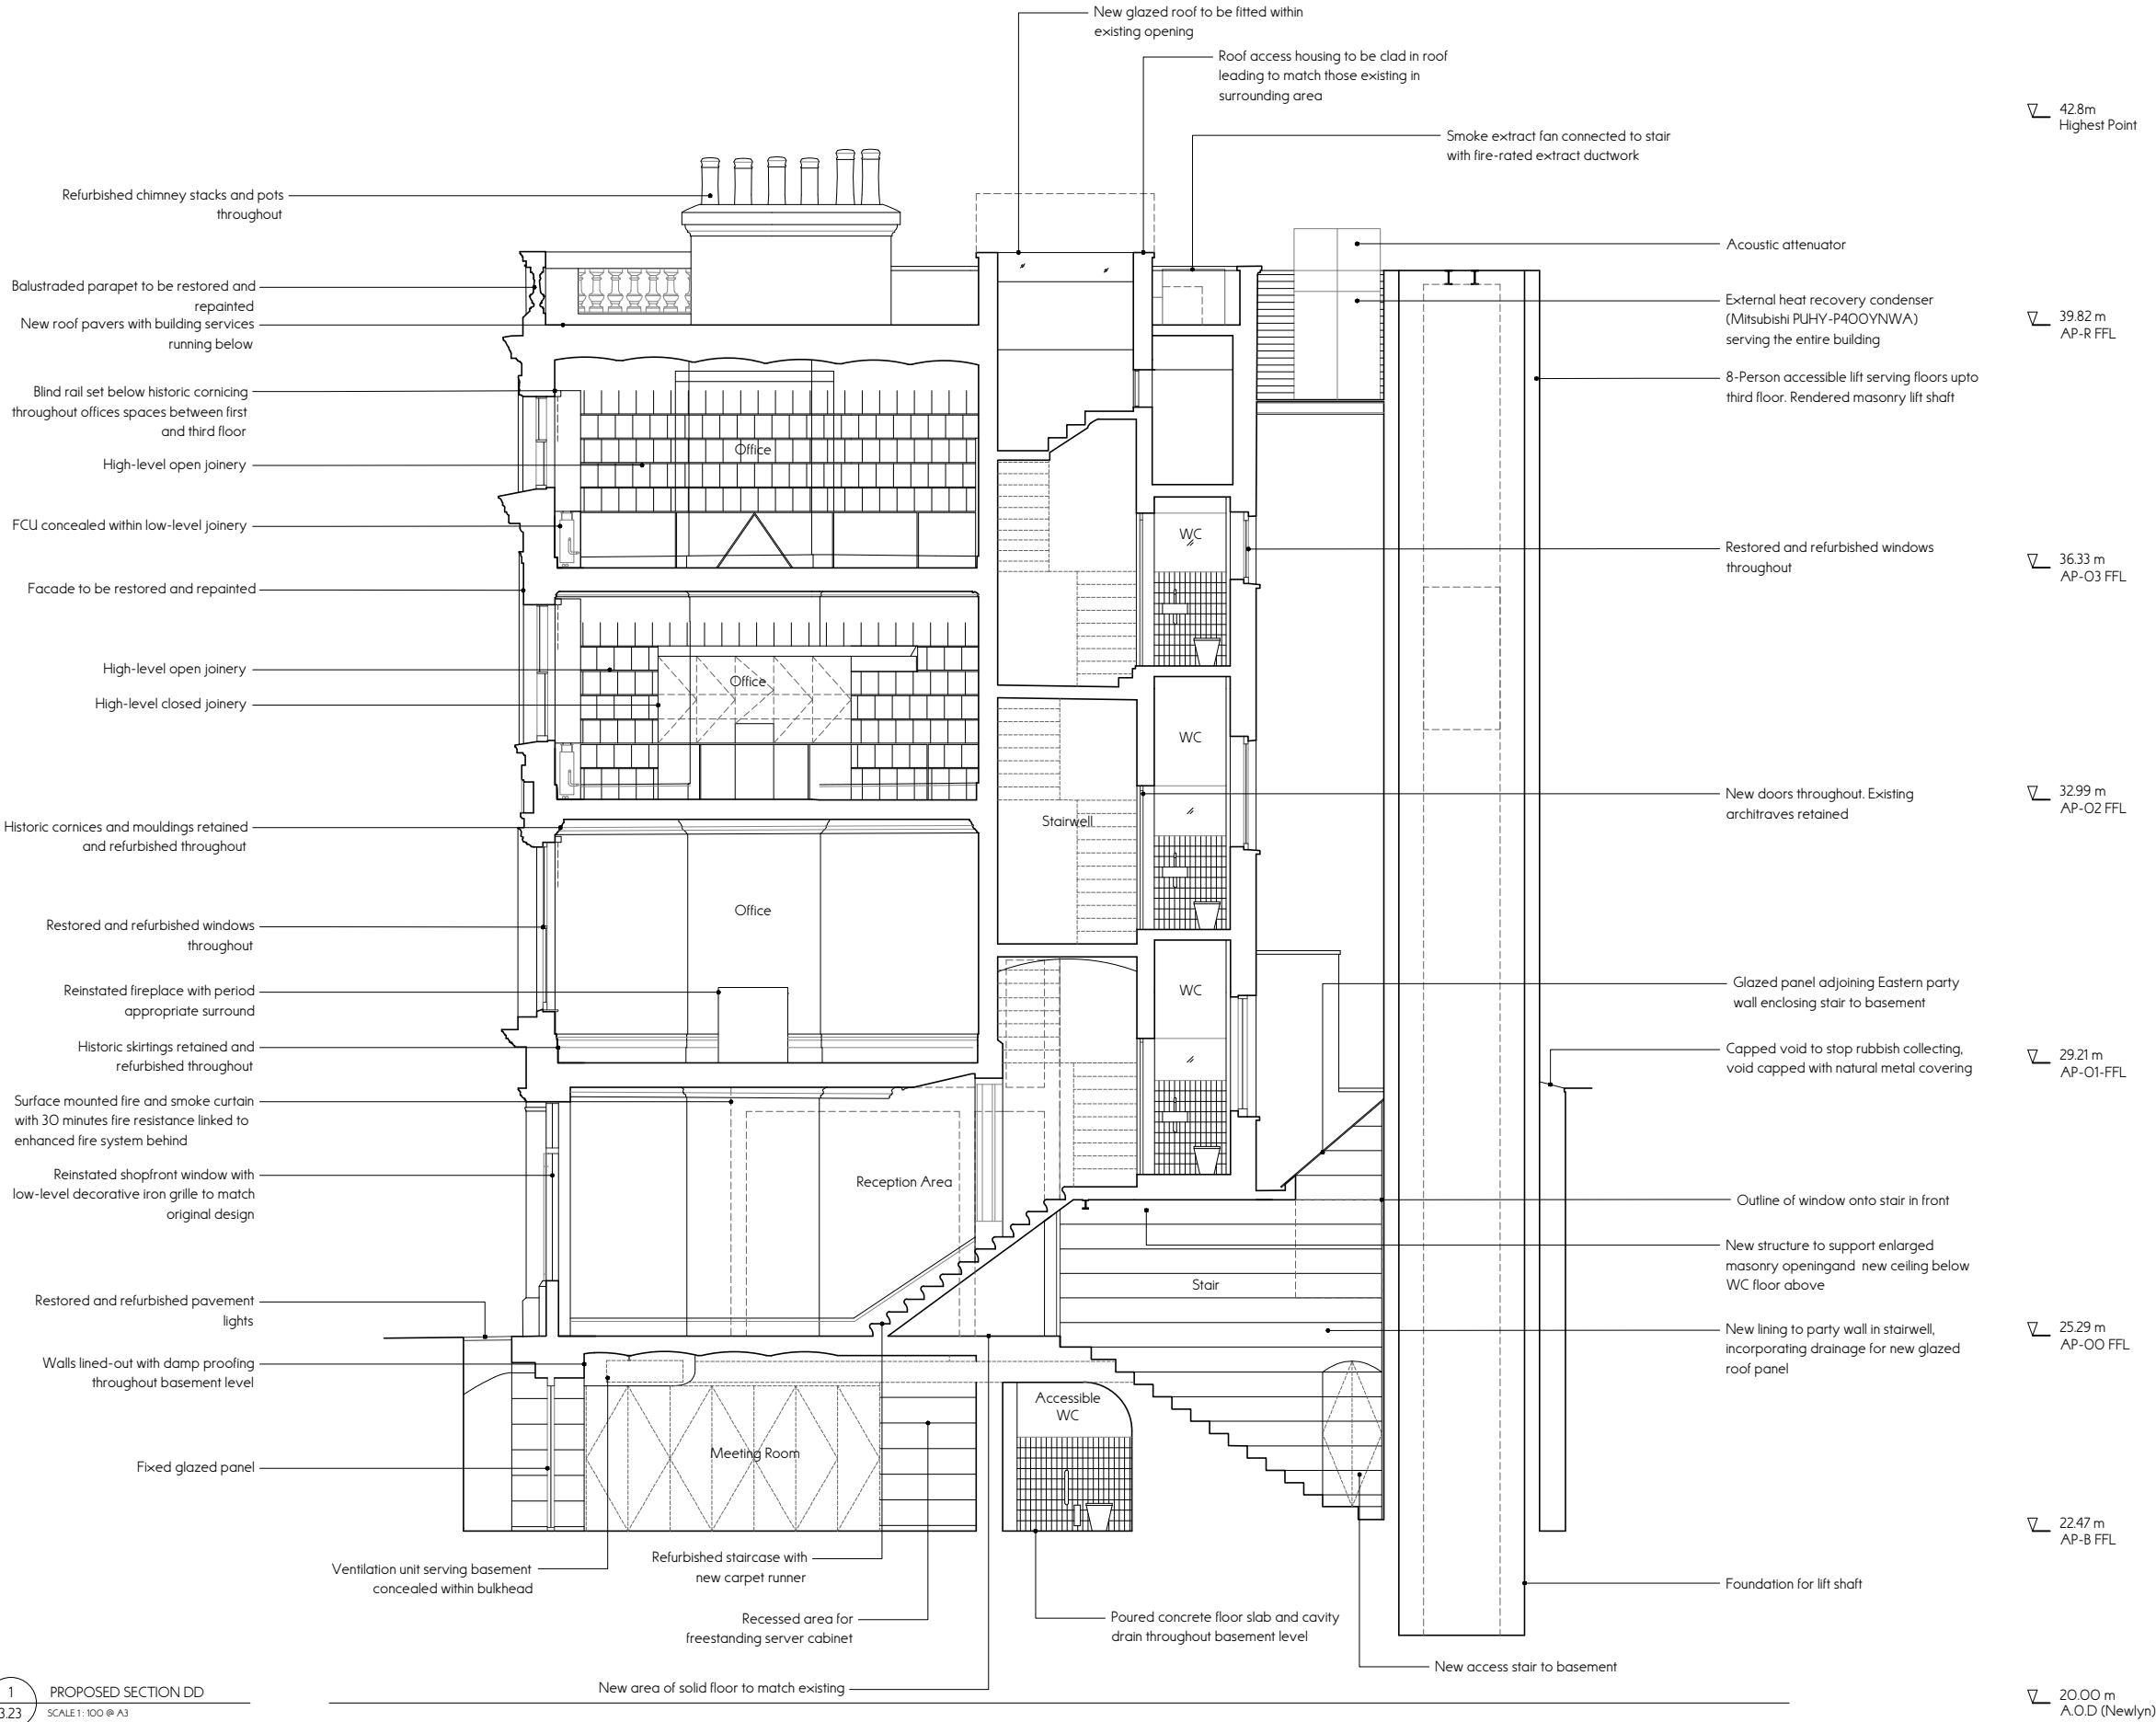 New glazed roof to be fitted within
existing opening
Roof access housing to be clad in roof
leading to match those existing in
surrounding area
Smoke extract fan connected to stair
with fire-rated extract ductwork
Refurbished chimney stacks and pots
throughout
Balustraded parapet to be restored and
repainted
New roof pavers with building services
running below
Blind rail set below historic cornicing
throughout offices spaces between first
and third floor
High-level open joinery
FCU concealed within low-level joinery
Facade to be restored and repainted
High-level open joinery
High-level closed joinery
Historic cornices and mouldings retained
and refurbished throughout
Restored and refurbished windows
throughout
Reinstated fireplace with period
appropriate surround
Historic skirtings retained and
refurbished throughout
Surface mounted fire and smoke curtain
with 30 minutes fire resistance linked to
enhanced fire system behind
Reinstated shopfront window with
low-level decorative iron grille to match
original design
Restored and refurbished pavement
lights
Walls lined-out with damp proofing
throughout basement level
Fixed glazed panel
Ventilation unit serving basement
concealed within bulkhead
Refurbished staircase with
new carpet runner
Recessed area for
freestanding server cabinet
New area of solid floor to match existing
Poured concrete floor slab and cavity
drain throughout basement level
New access stair to basement
Office
Office
Office
Reception Area
Meeting Room
Stairwell
WC
WC
WC
Stair
Accessible
WC
Acoustic attenuator
External heat recovery condenser
(Mitsubishi PUHY-P400YNWA)
serving the entire building
8-Person accessible lift serving floors upto
third floor. Rendered masonry lift shaft
Restored and refurbished windows
throughout
New doors throughout. Existing
architraves retained
Glazed panel adjoining Eastern party
wall enclosing stair to basement
Capped void to stop rubbish collecting,
void capped with natural metal covering
Outline of window onto stair in front
New structure to support enlarged
masonry openingand new ceiling below
WC floor above
New lining to party wall in stairwell,
incorporating drainage for new glazed
roof panel
Foundation for lift shaft
42.8m
Highest Point
39.82 m
AP-R FFL
36.33 m
AP-03 FFL
32.99 m
AP-02 FFL
29.21 m
AP-01-FFL
25.29 m
AP-00 FFL
22.47 m
AP-B FFL
20.00 m
A.O.D (Newlyn)
1
3.23
PROPOSED SECTION DD
SCALE 1 : 100 @ A3